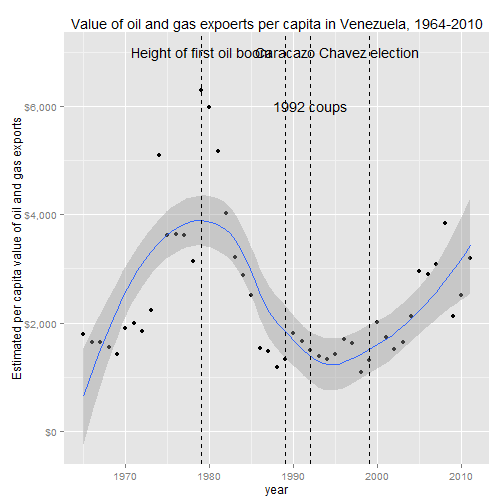 Value of oil and gas expoerts per capita in Venezuela, 1964-2010
Height of first oil boom
Caracazo
Chavez election
1992 coups
$6,000
$4,000
$2,000
$0
Estimated per capita value of oil and gas exports
1970
1980
1990
2000
2010
year